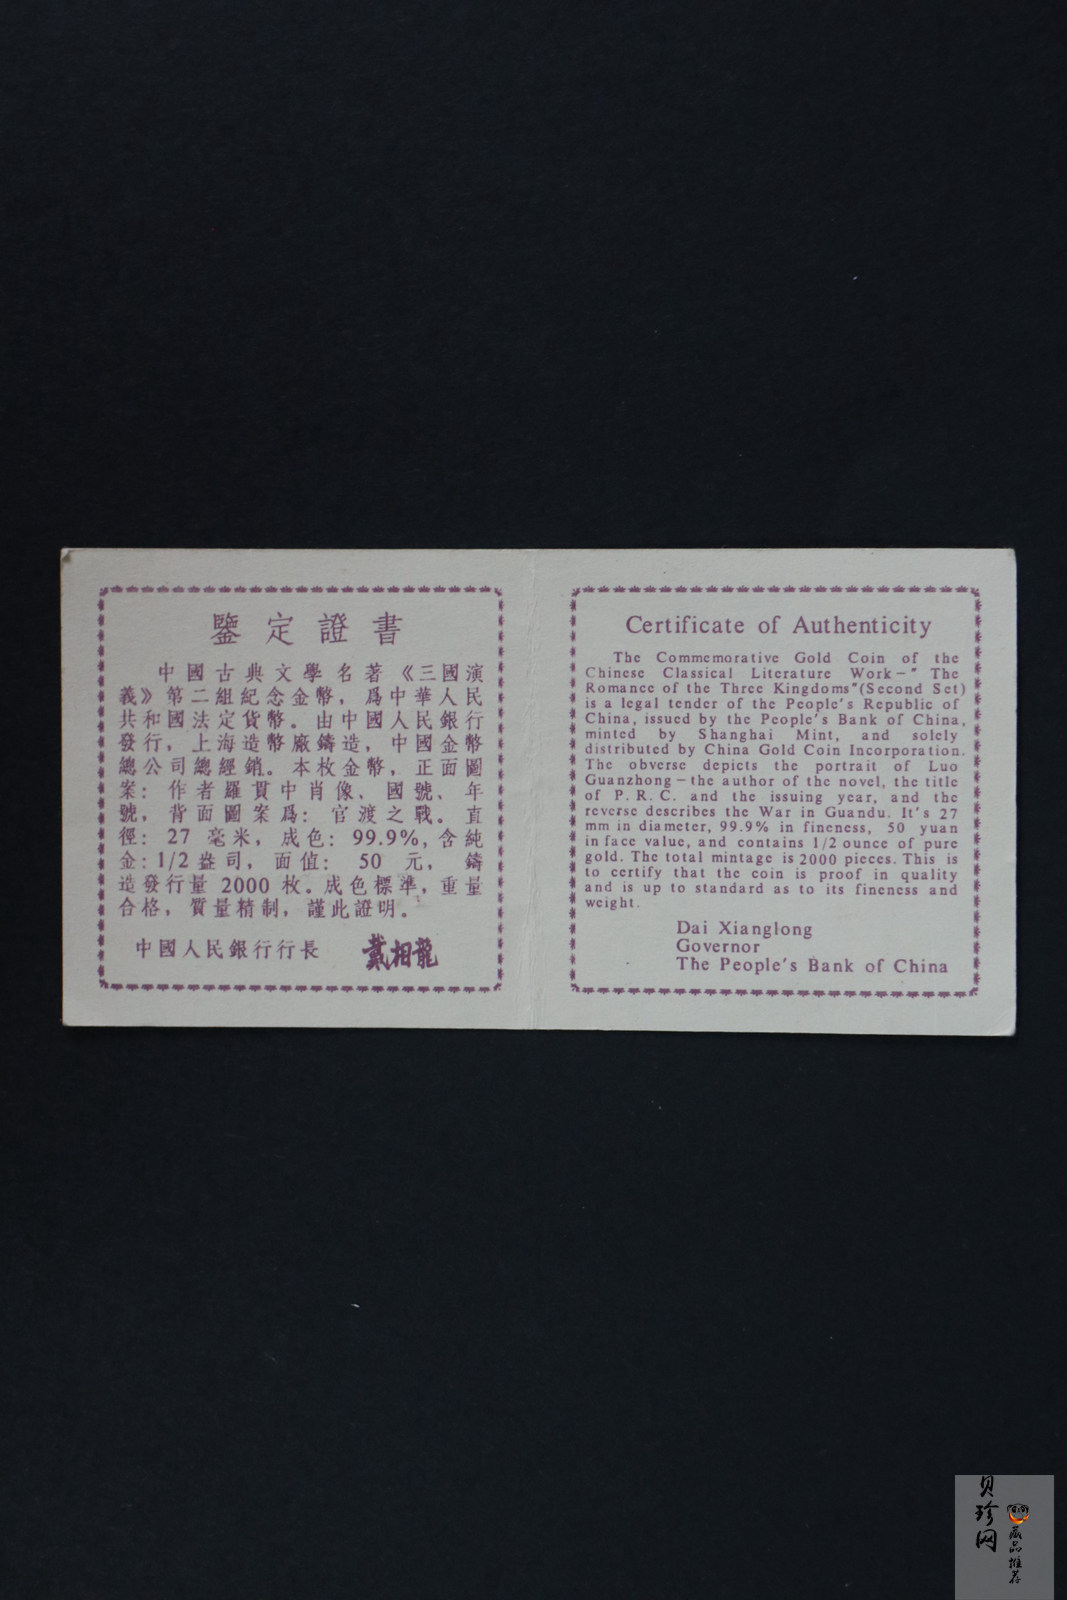 鑒定證書
中國古典文學名著《三國演
義》第二組紀念金幣，爲中華人民
共和國法定貨幣。由中國人民銀行
發行，上海造幣廠鑄造，中國金幣
總公司總經銷。本枚金幣，正面圖
案：作者羅貫中肖像、國號、年
號，背面圖案爲：官渡之戰。直
徑：27毫米，成色：99.9%，含純
金：1/2盎司，面值：50元，鑄
造發行量2000枚。成色標準，重量
合格，質量精制，謹此證明。
中國人民銀行行長 戴相龍
Certificate of Authenticity
The Commemorative Gold Coin of the
Chinese Classical Literature Work—" The
Romance of the Three Kingdoms"(Second Set)
is a legal tender of the People's Republic of
China, issued by the People's Bank of China,
minted by Shanghai Mint, and solely
distributed by China Gold Coin Incorporation.
The obverse depicts the portrait of Luo
Guanzhong—the author of the novel, the title
of P.R.C. and the issuing year, and the
reverse describes the War in Guandu. It's 27
mm in diameter, 99.9% in fineness, 50 yuan
in face value, and contains 1/2 ounce of pure
gold. The total mintage is 2000 pieces. This is
to certify that the coin is proof in quality
and is up to standard as to its fineness and
weight.
Dai Xianglong
Governor
The People's Bank of China
贝珍网
藏品推荐